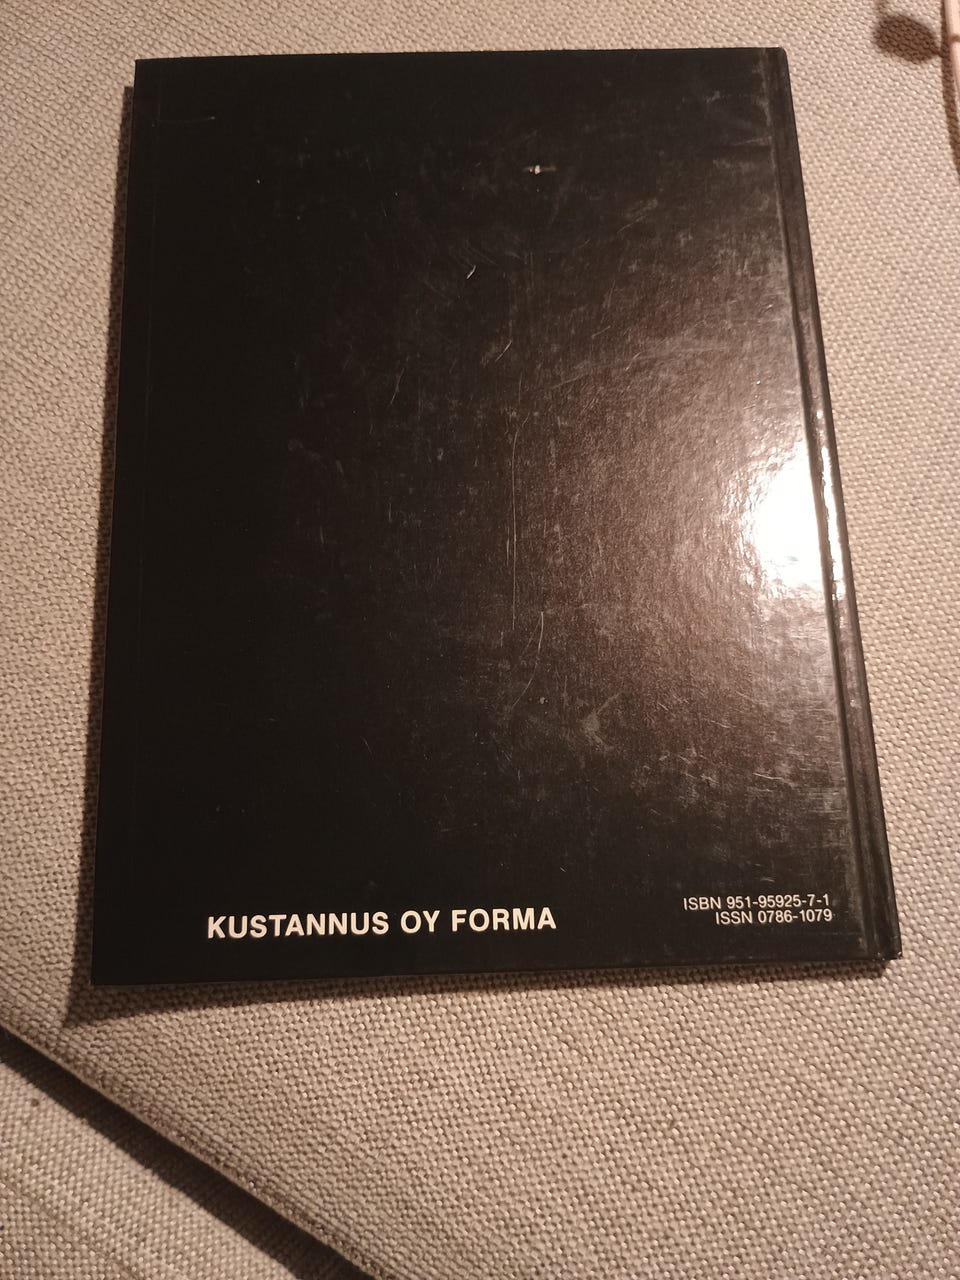 KUSTANNUS OY FORMA
ISBN 951-95925-7-1
ISSN 0786-1079